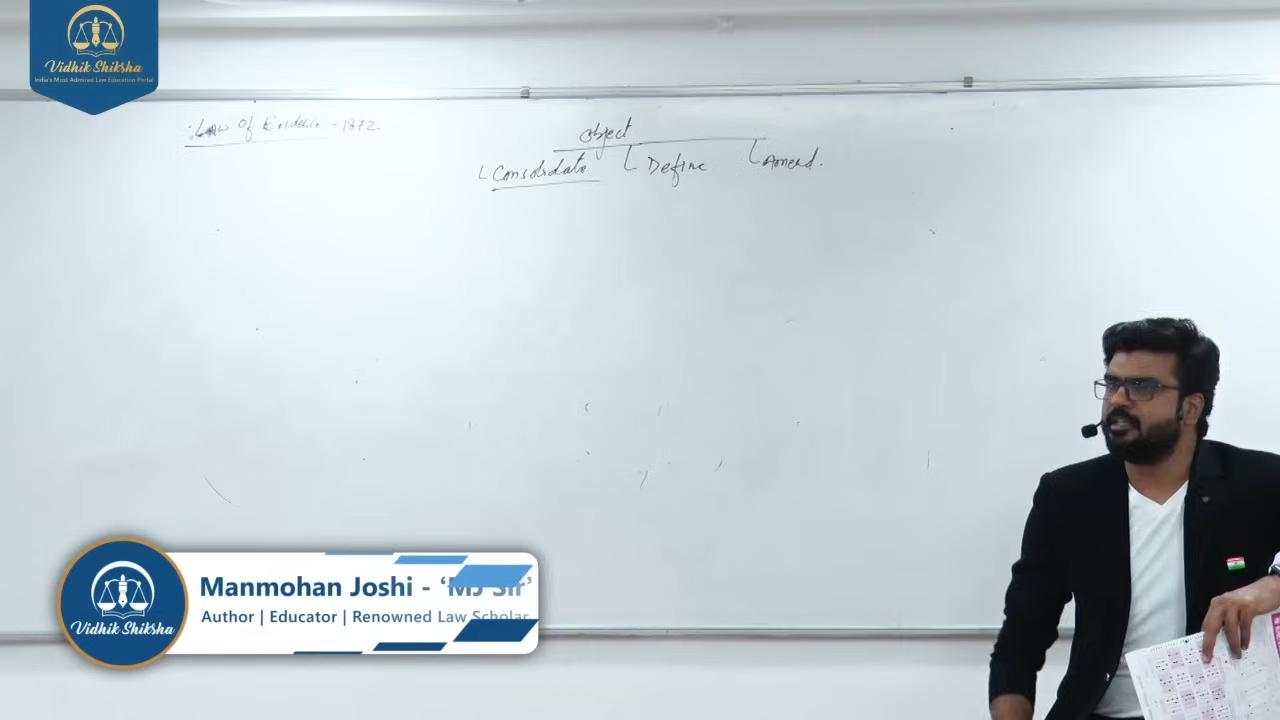 Vidhik Shiksha
India's Most Admired Law Education Portal
Law Of Evidence - 1872
object
Consolidate Define Amend.
Manmohan Joshi - ‘MJ Sir’
Author | Educator | Renowned Law Scholar
Vidhik Shiksha